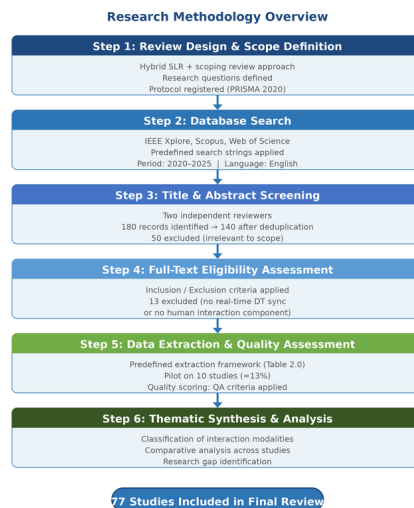 Research Methodology Overview
Step 1: Review Design & Scope Definition
Hybrid SLR + scoping review approach
Research questions defined
Protocol registered (PRISMA 2020)
Step 2: Database Search
IEEE Xplore, Scopus, Web of Science
Predefined search strings applied
Period: 2020–2025 | Language: English
Step 3: Title & Abstract Screening
Two independent reviewers
180 records identified → 140 after deduplication
50 excluded (irrelevant to scope)
Step 4: Full-Text Eligibility Assessment
Inclusion / Exclusion criteria applied
13 excluded (no real-time DT sync
or no human interaction component)
Step 5: Data Extraction & Quality Assessment
Predefined extraction framework (Table 2.0)
Pilot on 10 studies (≈13%)
Quality scoring: QA criteria applied
Step 6: Thematic Synthesis & Analysis
Classification of interaction modalities
Comparative analysis across studies
Research gap identification
77 Studies Included in Final Review